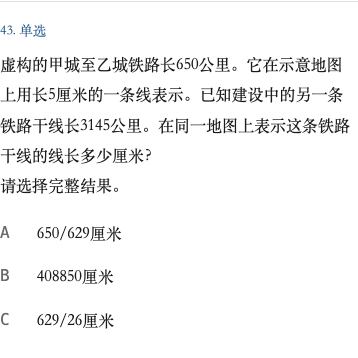 43. 单选
虚构的甲城至乙城铁路长650公里。它在示意地图
上用长5厘米的一条线表示。已知建设中的另一条
铁路干线长3145公里。在同一地图上表示这条铁路
干线的线长多少厘米?
请选择完整结果。
A 650/629厘米
B 408850厘米
C 629/26厘米